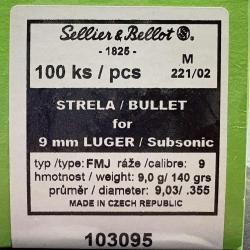 Sellier & Bellot S&B
- 1825 -
M
100 ks / pcs
221/02
STRELA / BULLET
for
9 mm LUGER / Subsonic
typ /type: FMJ ráže /calibre: 9
hmotnost / weight: 9,0 g/ 140 grs
průměr / diameter: 9,03/ .355
MADE IN CZECH REPUBLIC
103095